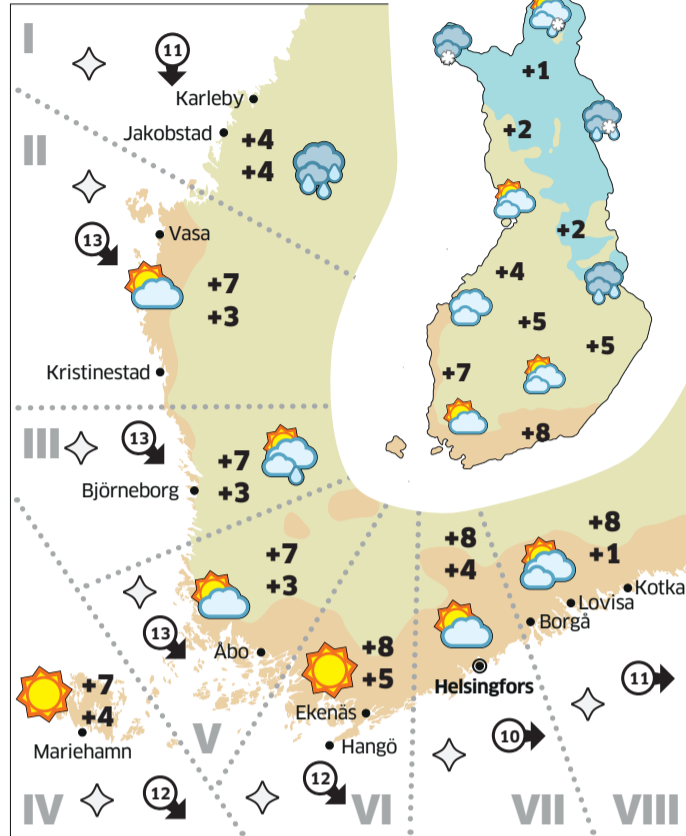 I
11
Karleby
Jakobstad
+4
+4
+1
+2
+2
+4
+5
+5
+7
+8
II
13
Vasa
+7
+3
Kristinestad
III
13
+7
+3
Björneborg
+7
+3
13
Åbo
V
+7
+4
Mariehamn
IV
12
+8
+5
Ekenäs
Hangö
12
VI
+8
+4
Helsingfors
10
VII
+8
+1
Kotka
Lovisa
Borgå
11
VIII